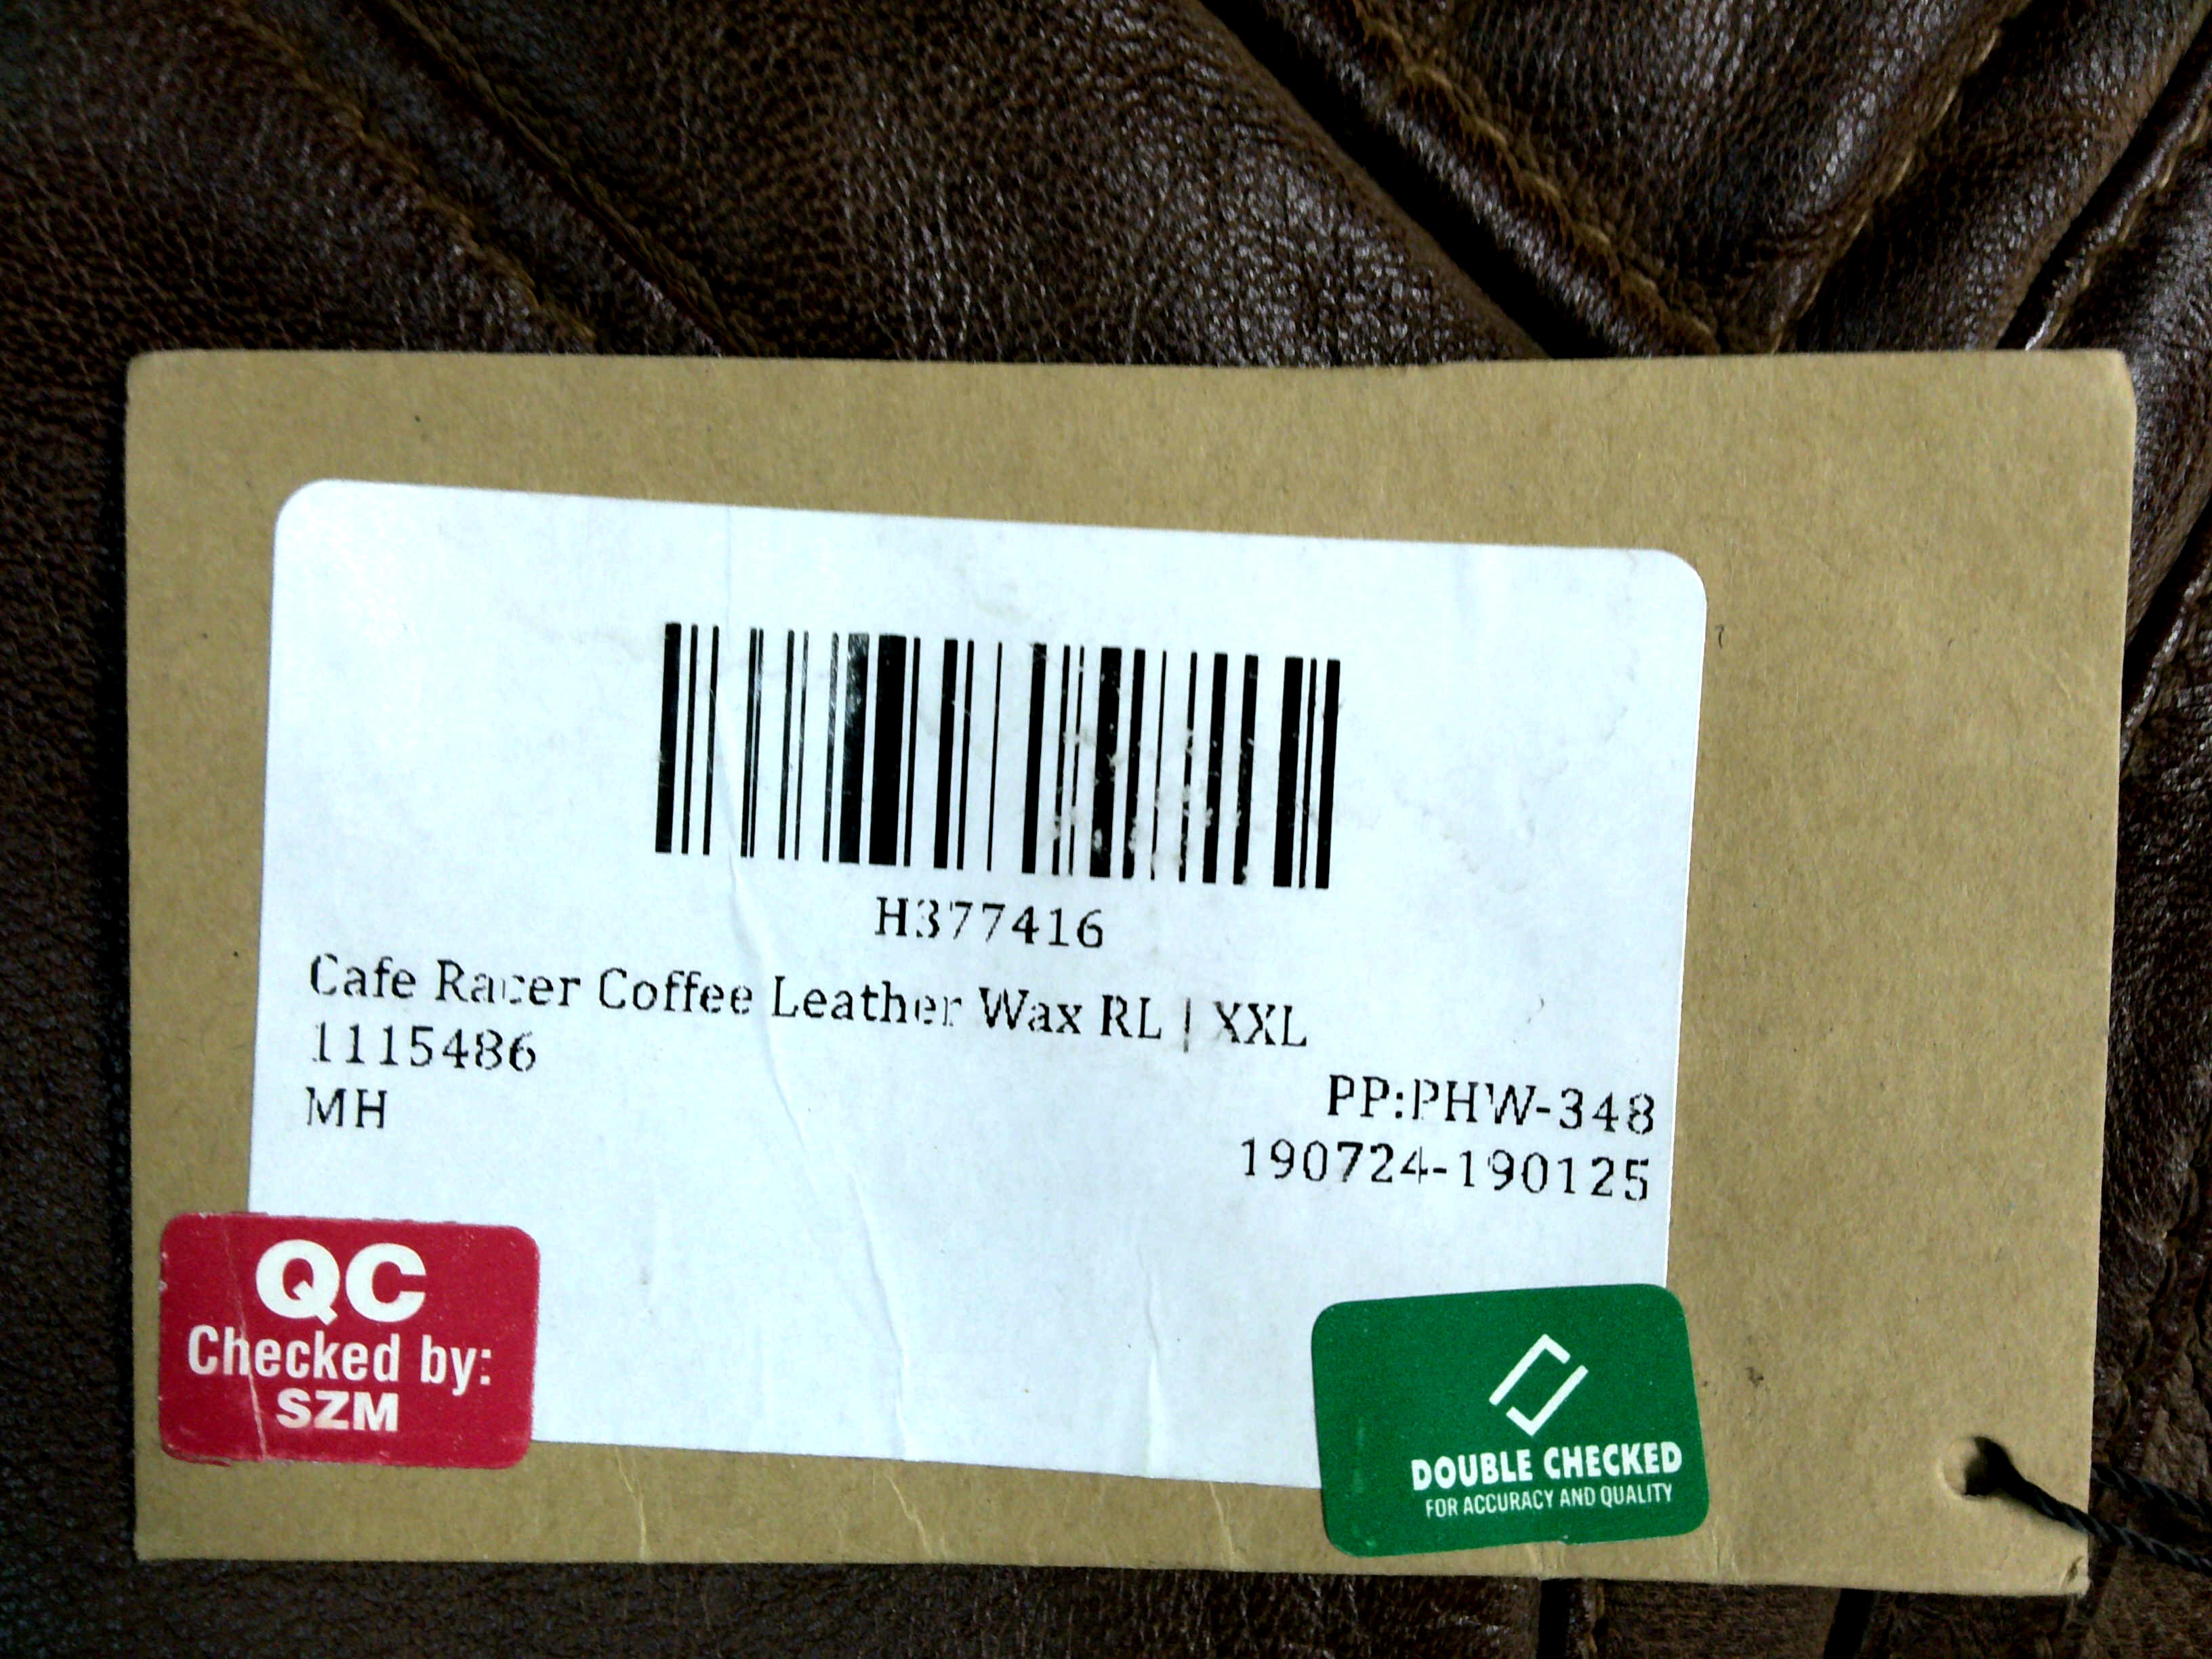 H377416
Cafe Racer Coffee Leather Wax RL | XXL
1115486
MH
PP:PHW-348
190724-190125
QC
Checked by:
SZM
DOUBLE CHECKED
FOR ACCURACY AND QUALITY